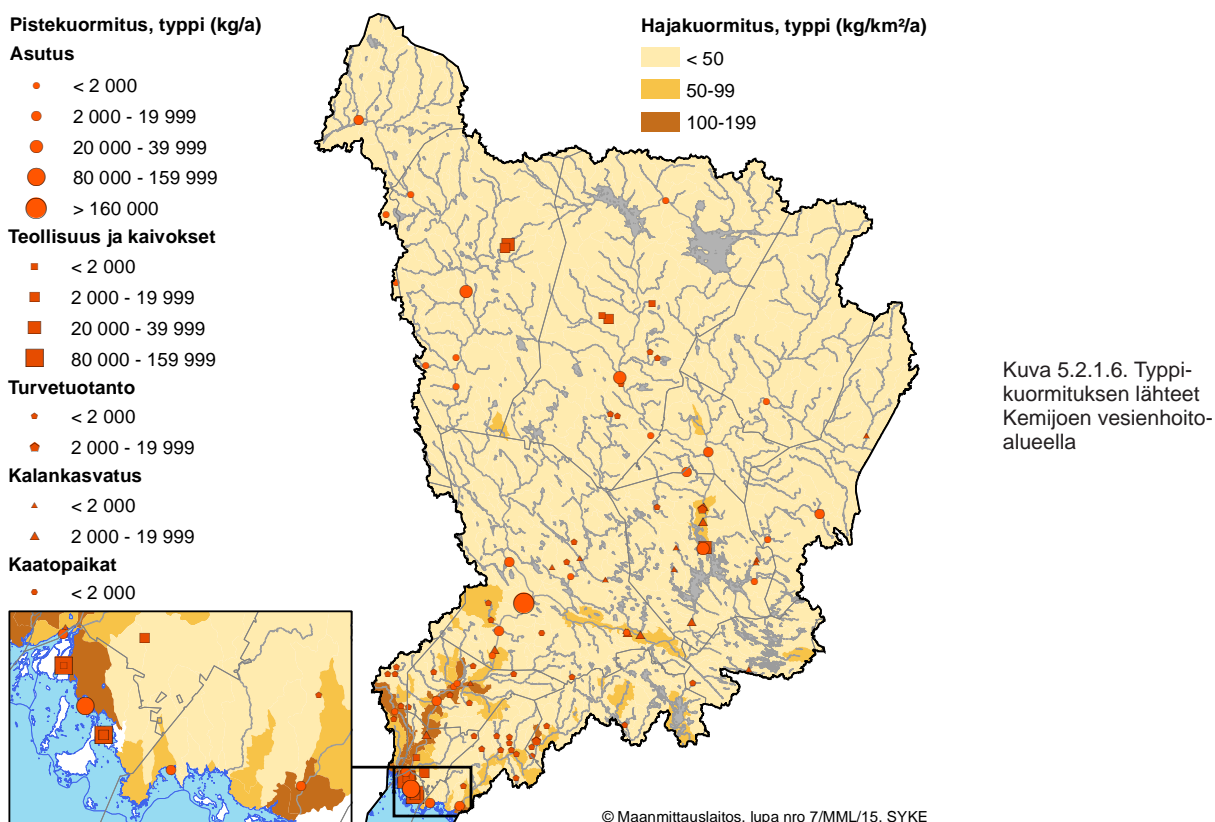 Pistekuormitus, typpi (kg/a)
Asutus
< 2 000
2 000 - 19 999
20 000 - 39 999
80 000 - 159 999
> 160 000
Teollisuus ja kaivokset
< 2 000
2 000 - 19 999
20 000 - 39 999
80 000 - 159 999
Turvetuotanto
< 2 000
2 000 - 19 999
Kalankasvatus
< 2 000
2 000 - 19 999
Kaatopaikat
< 2 000
Hajakuormitus, typpi (kg/km²/a)
< 50
50-99
100-199
Kuva 5.2.1.6. Typpi-
kuormituksen lähteet
Kemijoen vesienhoito-
alueella
© Maanmittauslaitos, lupa nro 7/MML/15, SYKE